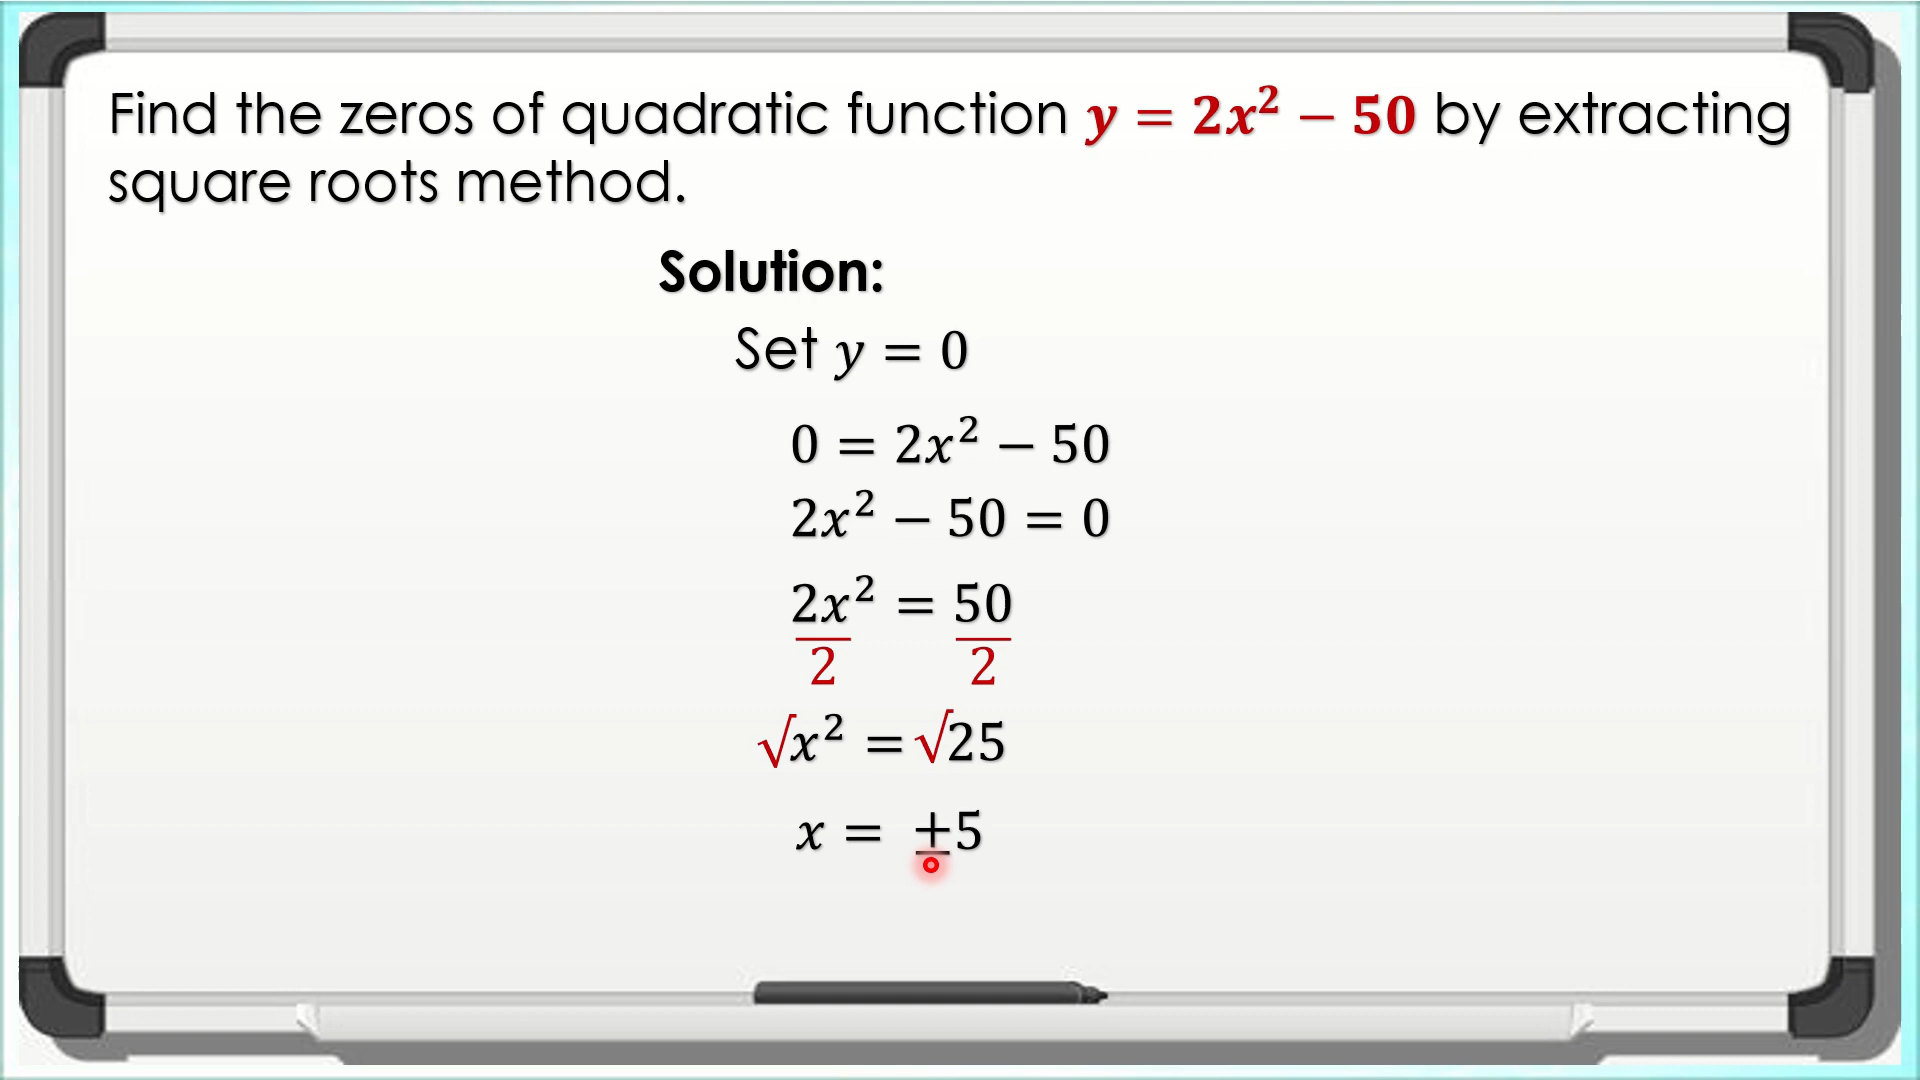 Find the zeros of quadratic function y = 2x² − 50 by extracting
square roots method.
Solution:
Set y = 0
0 = 2x² − 50
2x² − 50 = 0
2x² = 50
2 2
√x² = √25
x = ±5